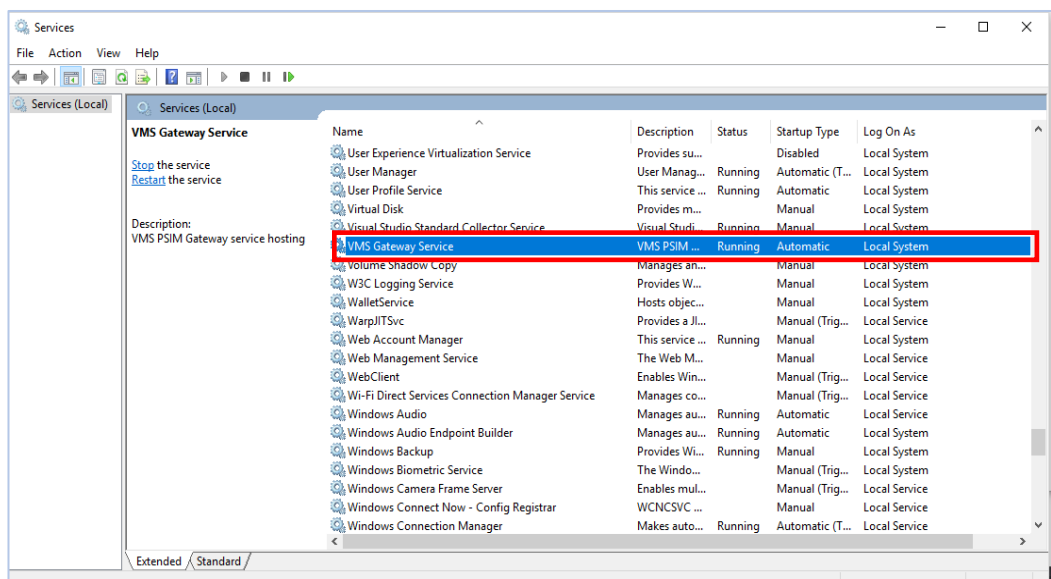 Services
File Action View Help
Services (Local)
Services (Local)
VMS Gateway Service
Stop the service
Restart the service
Description:
VMS PSIM Gateway service hosting
Name Description Status Startup Type Log On As
User Experience Virtualization Service Provides su... Disabled Local System
User Manager User Manag... Running Automatic (T... Local System
User Profile Service This service ... Running Automatic Local System
Virtual Disk Provides m... Manual Local System
Visual Studio Standard Collector Service Visual Studi... Running Manual Local System
VMS Gateway Service VMS PSIM ... Running Automatic Local System
Volume Shadow Copy Manages an... Manual Local System
W3C Logging Service Provides W... Manual Local System
WalletService Hosts objec... Manual Local System
WarpJITSvc Provides a JI... Manual (Trig... Local Service
Web Account Manager This service ... Running Manual Local System
Web Management Service The Web M... Manual Local Service
WebClient Enables Win... Manual (Trig... Local Service
Wi-Fi Direct Services Connection Manager Service Manages co... Manual (Trig... Local Service
Windows Audio Manages au... Running Automatic Local Service
Windows Audio Endpoint Builder Manages au... Running Automatic Local System
Windows Backup Provides Wi... Running Manual Local System
Windows Biometric Service The Windo... Manual (Trig... Local System
Windows Camera Frame Server Enables mul... Manual (Trig... Local Service
Windows Connect Now - Config Registrar WCNCSVC ... Manual Local Service
Windows Connection Manager Makes auto... Running Automatic (T... Local Service
Extended Standard